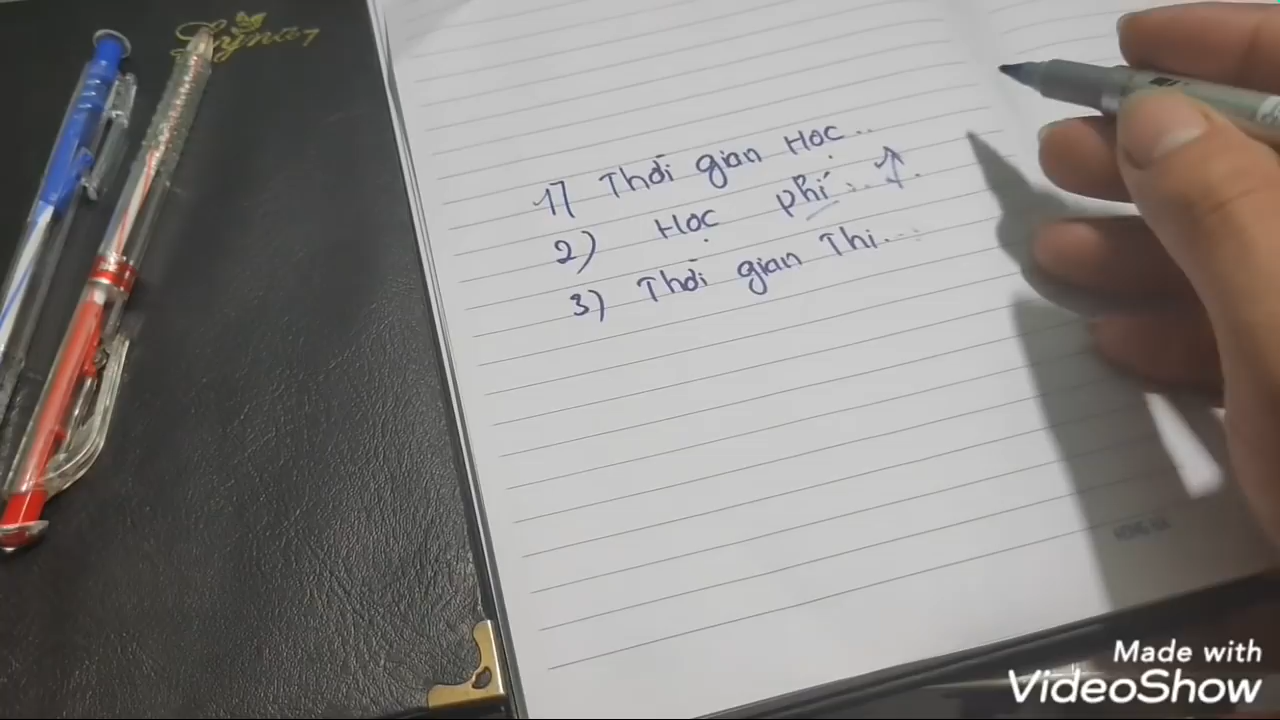 1) Thời gian Học..
2) Học phí...
3) Thời gian Thi...
Made with
VideoShow